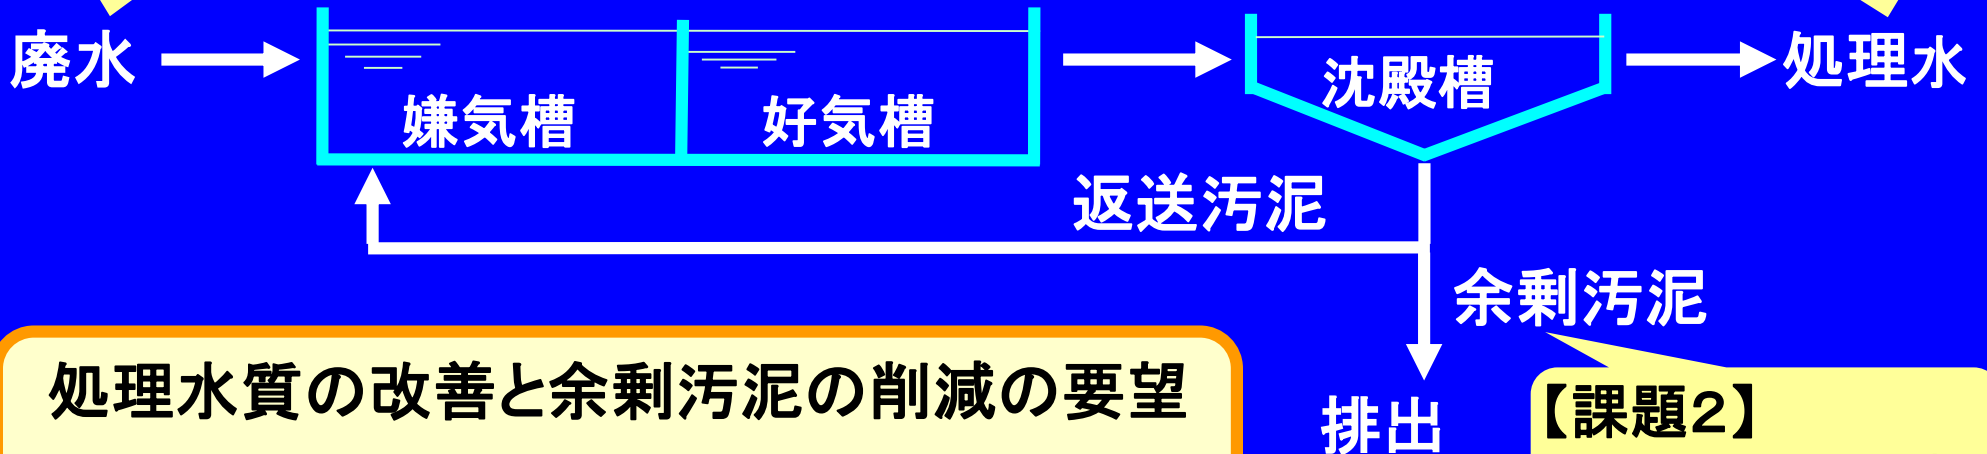 廃水
嫌気槽
好気槽
沈殿槽
処理水
返送汚泥
余剰汚泥
処理水質の改善と余剰汚泥の削減の要望
排出
【課題2】